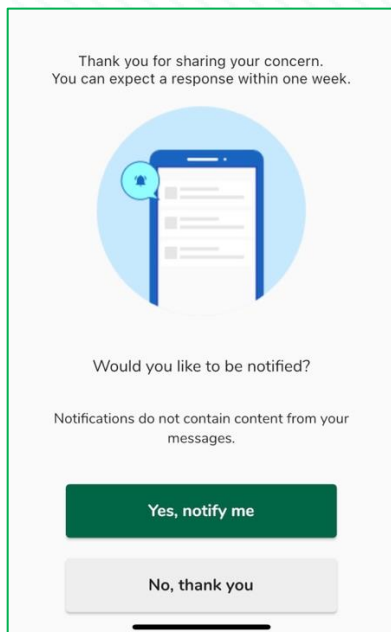 Thank you for sharing your concern.
You can expect a response within one week.
Would you like to be notified?
Notifications do not contain content from your
messages.
Yes, notify me
No, thank you